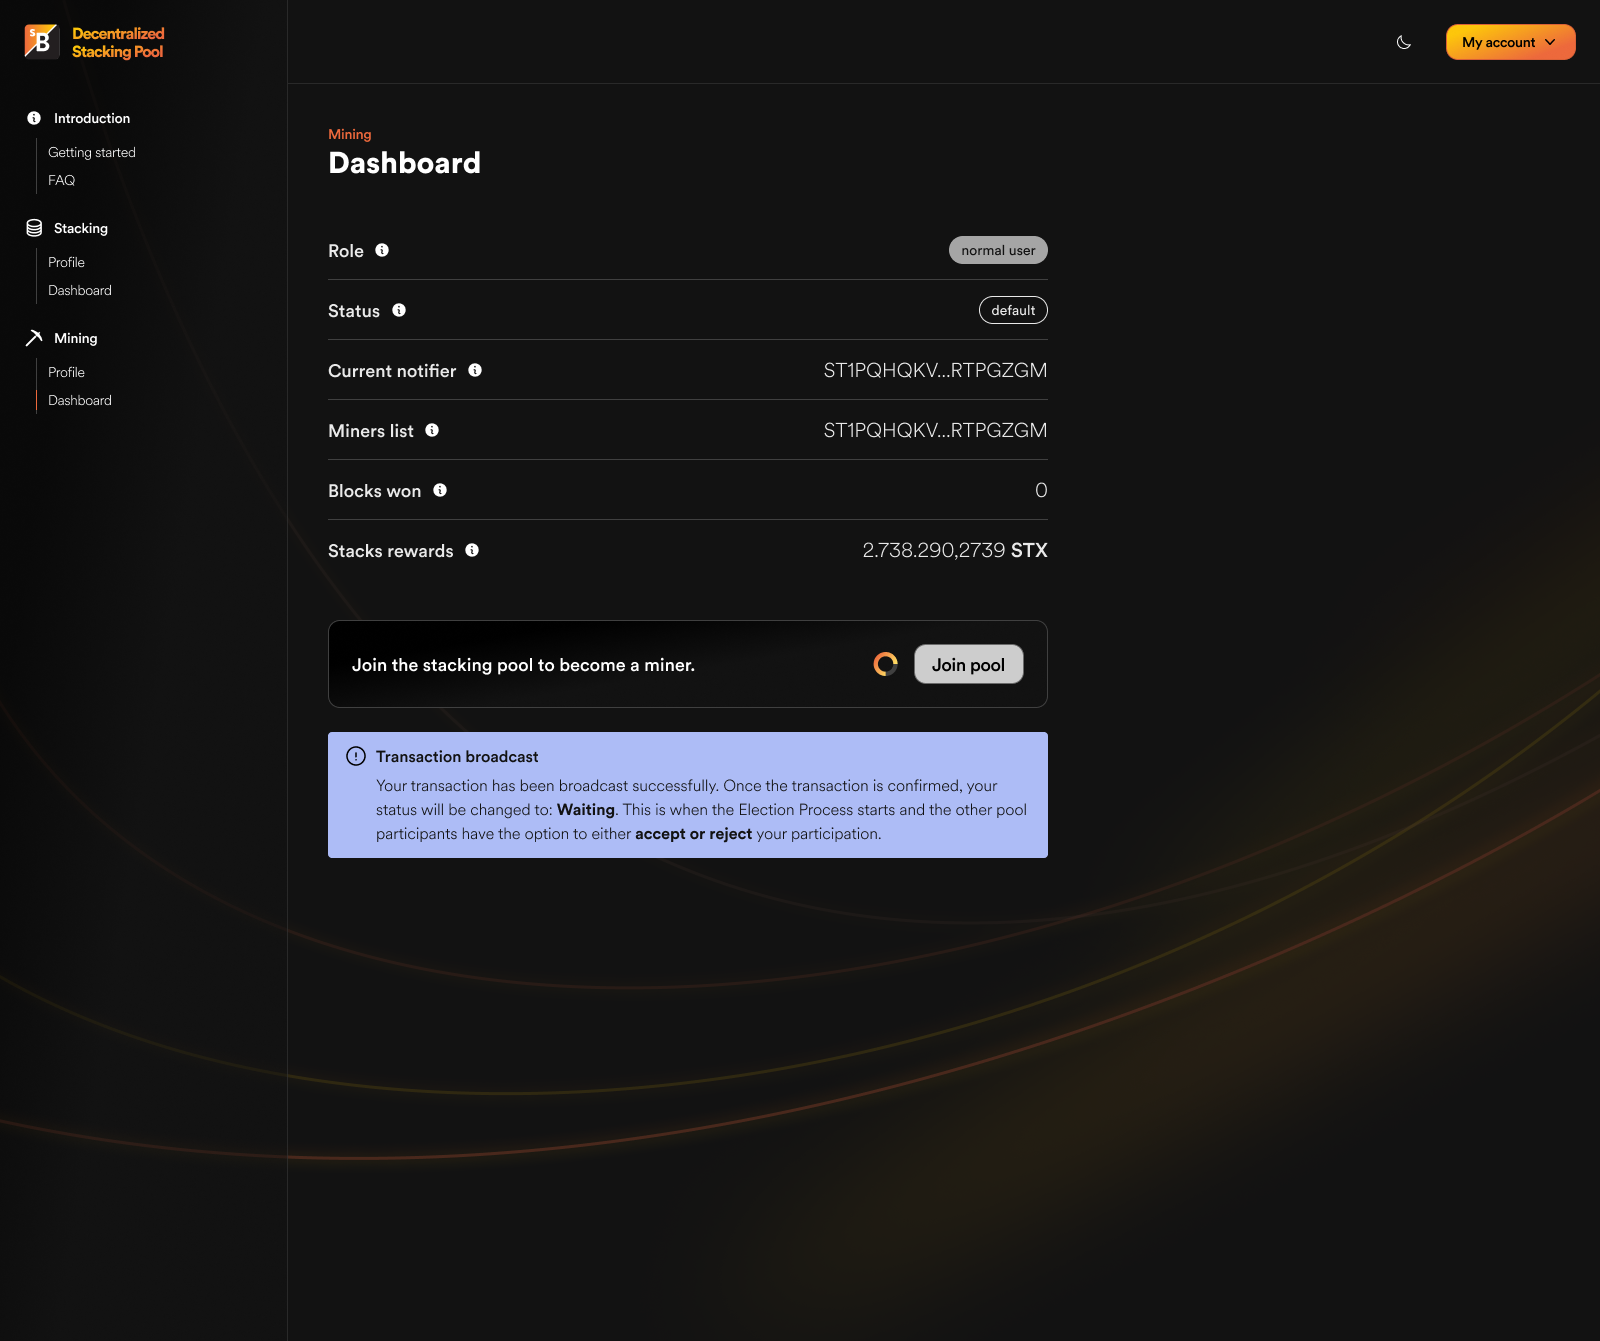 SB
Decentralized
Stacking Pool
My account
Introduction
Getting started
FAQ
Stacking
Profile
Dashboard
Mining
Profile
Dashboard
Mining
Dashboard
Role
normal user
Status
default
Current notifier
ST1PQHQKV...RTPGZGM
Miners list
ST1PQHQKV...RTPGZGM
Blocks won
0
Stacks rewards
2.738.290,2739 STX
Join the stacking pool to become a miner.
Join pool
Transaction broadcast
Your transaction has been broadcast successfully. Once the transaction is confirmed, your
status will be changed to: Waiting. This is when the Election Process starts and the other pool
participants have the option to either accept or reject your participation.